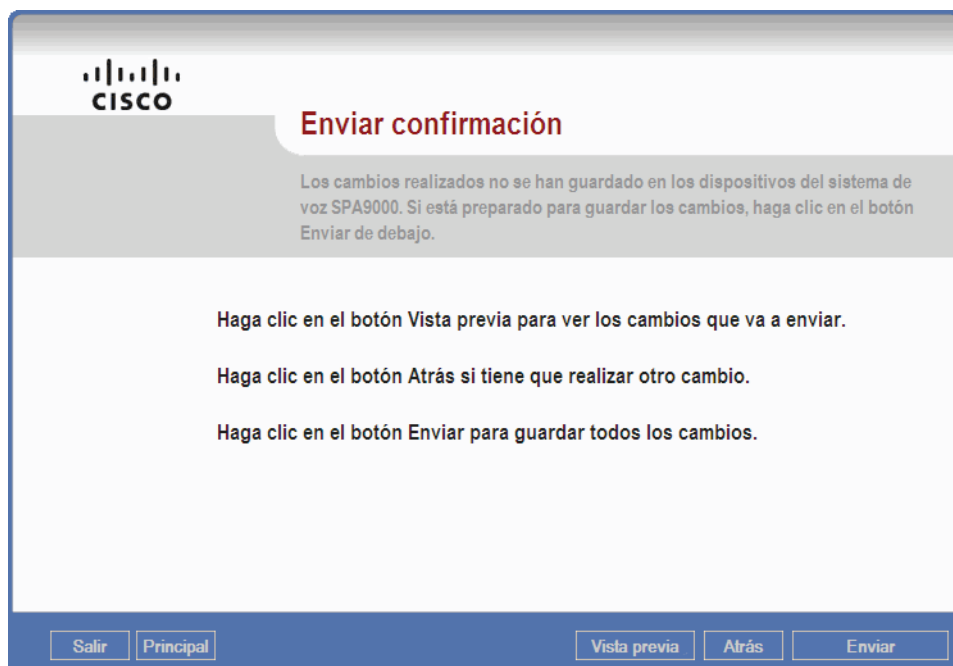 CISCO
Enviar confirmación
Los cambios realizados no se han guardado en los dispositivos del sistema de
voz SPA9000. Si está preparado para guardar los cambios, haga clic en el botón
Enviar de debajo.
Haga clic en el botón Vista previa para ver los cambios que va a enviar.
Haga clic en el botón Atrás si tiene que realizar otro cambio.
Haga clic en el botón Enviar para guardar todos los cambios.
Salir Principal Vista previa Atrás Enviar